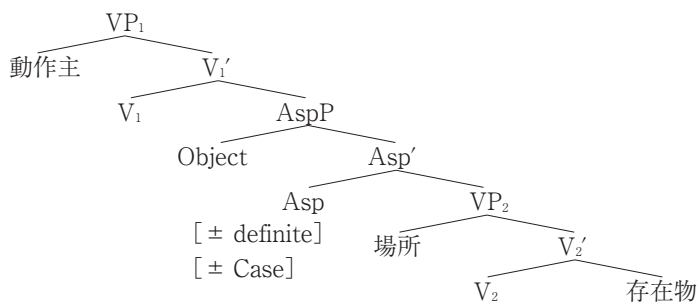 VP₁
動作主 V₁′
V₁ AspP
Object Asp′
Asp VP₂
[± definite] 場所 V₂′
[± Case] V₂ 存在物